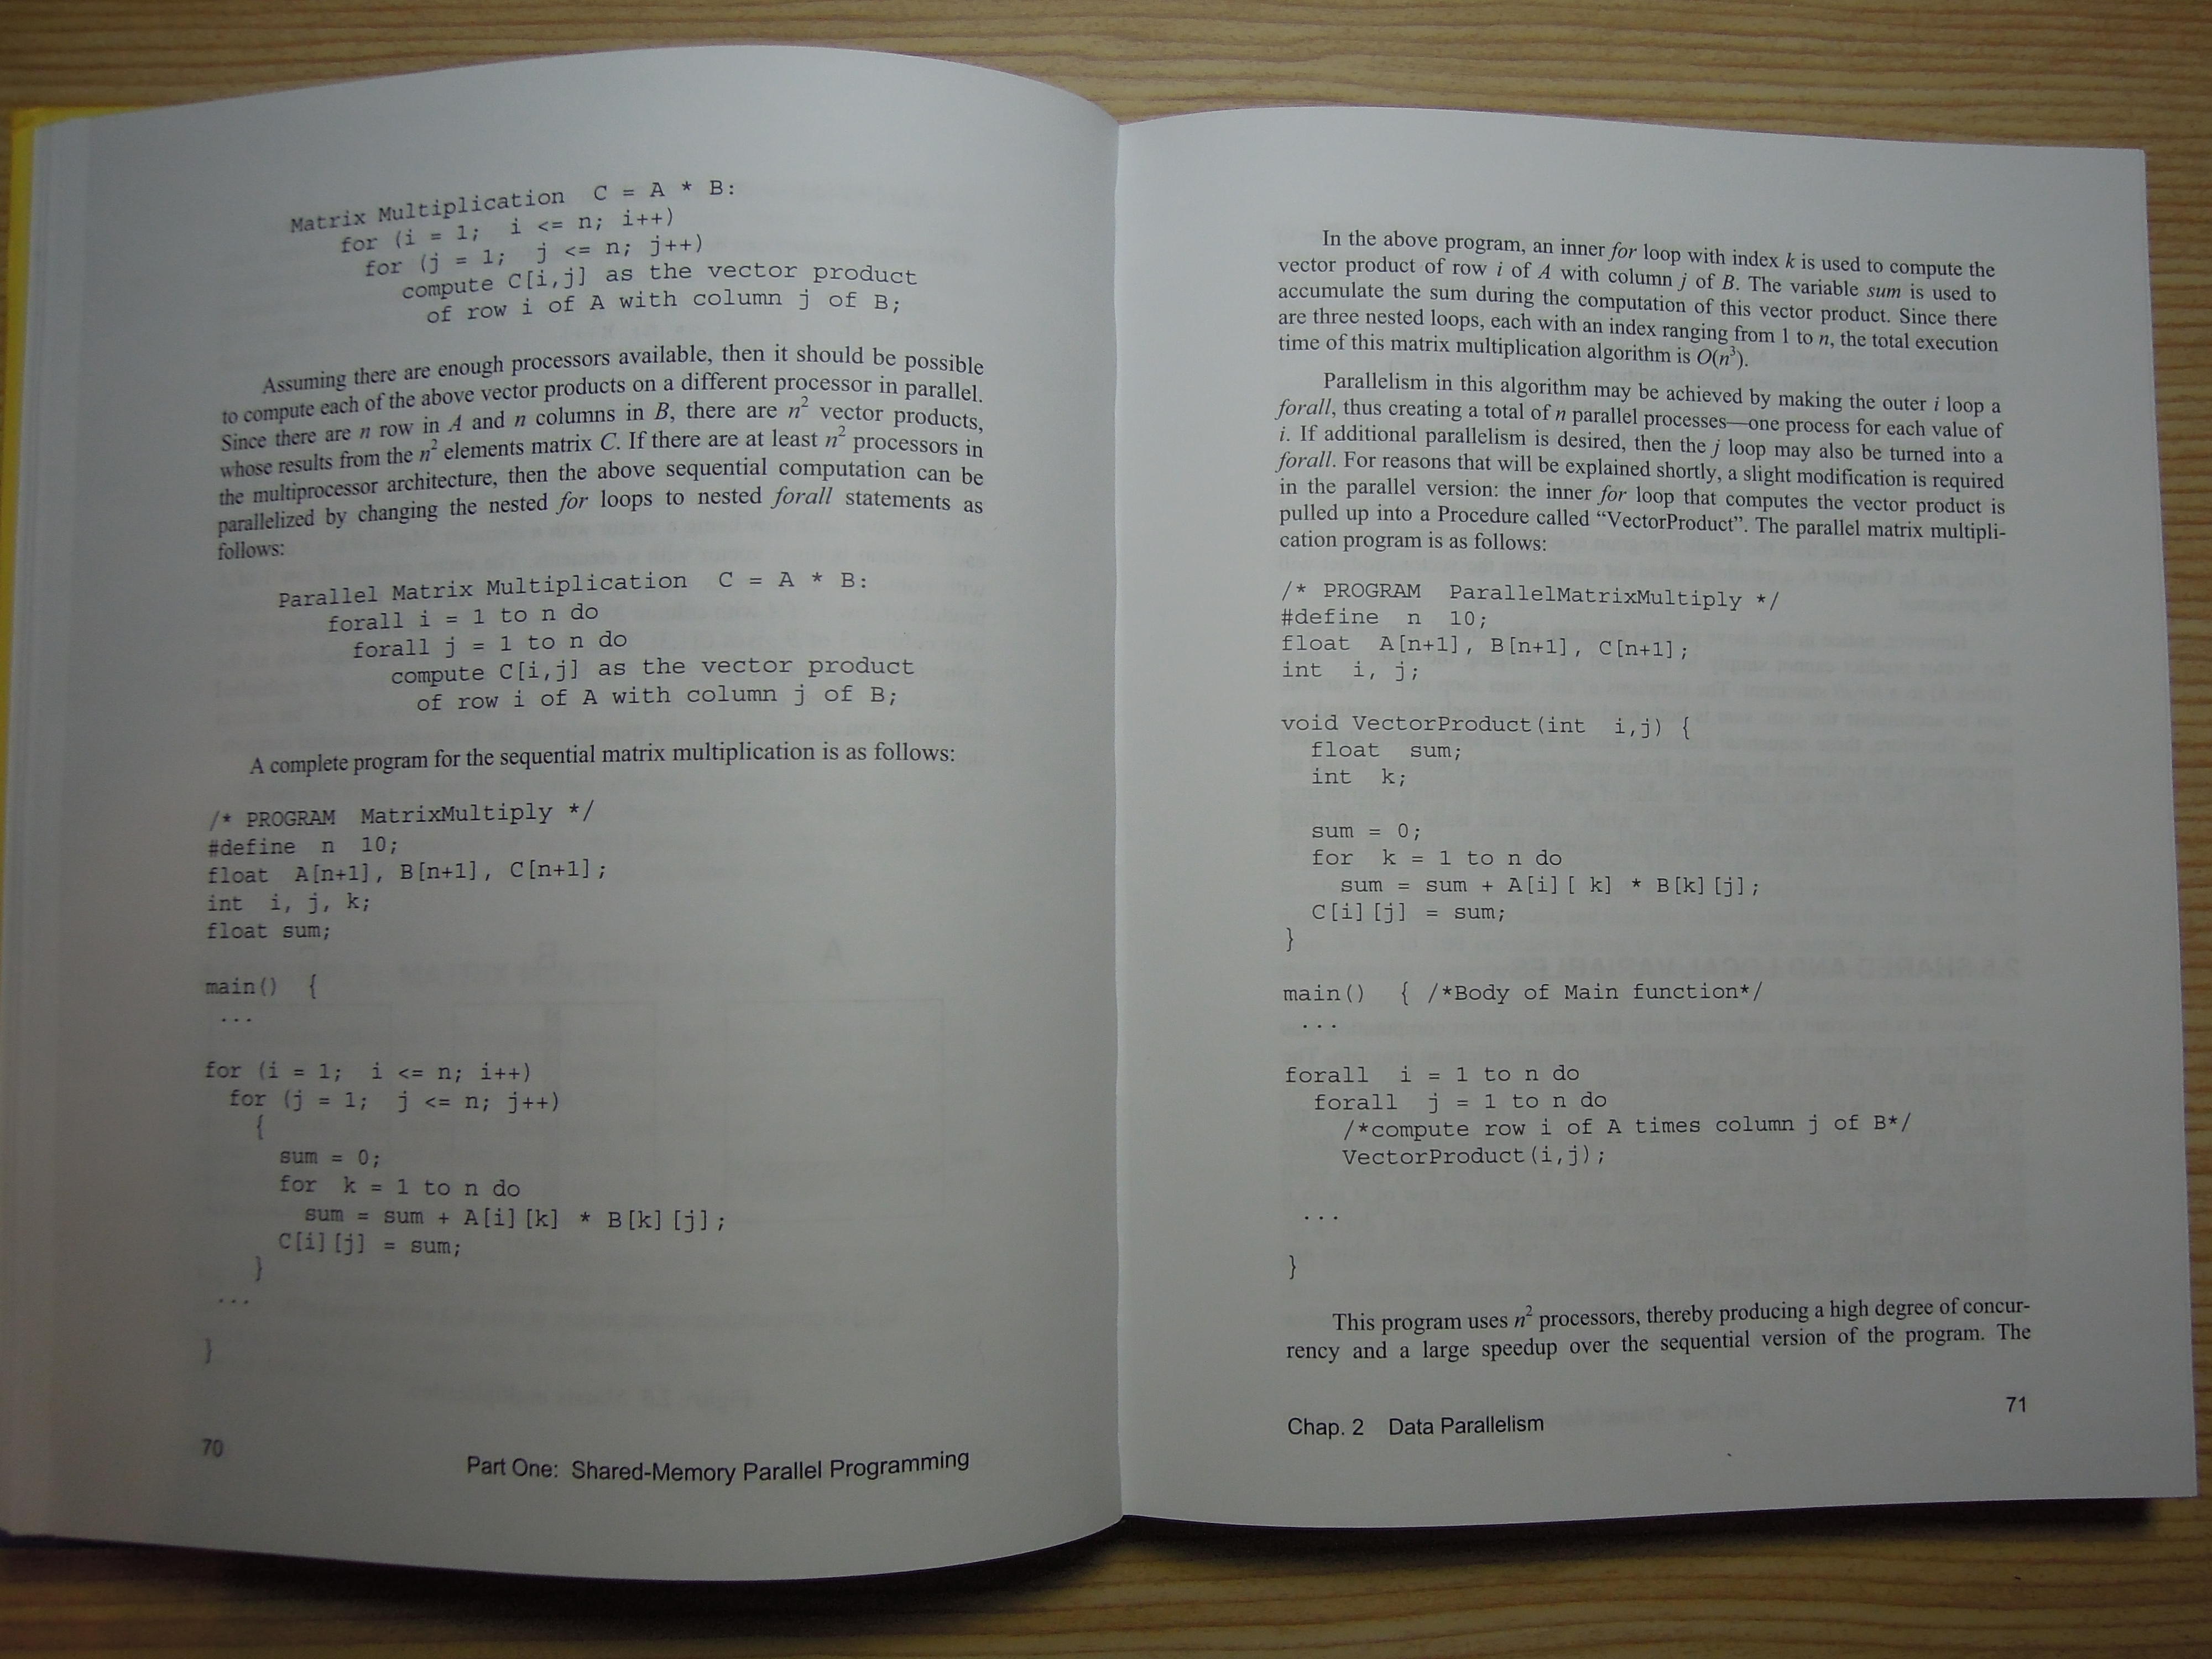 Matrix Multiplication  C = A * B:
for (i = 1;  i <= n; i++)
for (j = 1;  j <= n; j++)
compute C[i,j] as the vector product
of row i of A with column j of B;
Assuming there are enough processors available, then it should be possible
to compute each of the above vector products on a different processor in parallel.
Since there are n row in A and n columns in B, there are n² vector products,
whose results from the n² elements matrix C. If there are at least n² processors in
the multiprocessor architecture, then the above sequential computation can be
parallelized by changing the nested for loops to nested forall statements as
follows:
Parallel Matrix Multiplication  C = A * B:
forall i = 1 to n do
forall j = 1 to n do
compute C[i,j] as the vector product
of row i of A with column j of B;
A complete program for the sequential matrix multiplication is as follows:
/* PROGRAM  MatrixMultiply */
#define  n  10;
float  A[n+1], B[n+1], C[n+1];
int  i, j, k;
float sum;
main()  {
...
for (i = 1;  i <= n; i++)
for (j = 1;  j <= n; j++)
{
sum = 0;
for  k = 1 to n do
sum = sum + A[i][k] * B[k][j];
C[i][j] = sum;
}
...
}
70
Part One: Shared-Memory Parallel Programming
In the above program, an inner for loop with index k is used to compute the
vector product of row i of A with column j of B. The variable sum is used to
accumulate the sum during the computation of this vector product. Since there
are three nested loops, each with an index ranging from 1 to n, the total execution
time of this matrix multiplication algorithm is O(n³).
Parallelism in this algorithm may be achieved by making the outer i loop a
forall, thus creating a total of n parallel processes—one process for each value of
i. If additional parallelism is desired, then the j loop may also be turned into a
forall. For reasons that will be explained shortly, a slight modification is required
in the parallel version: the inner for loop that computes the vector product is
pulled up into a Procedure called “VectorProduct”. The parallel matrix multipli-
cation program is as follows:
/* PROGRAM  ParallelMatrixMultiply */
#define  n  10;
float  A[n+1], B[n+1], C[n+1];
int  i, j;
void VectorProduct(int  i,j) {
float  sum;
int  k;
sum = 0;
for  k = 1 to n do
sum = sum + A[i][ k] * B[k][j];
C[i][j] = sum;
}
main()  { /*Body of Main function*/
...
forall  i = 1 to n do
forall  j = 1 to n do
/*compute row i of A times column j of B*/
VectorProduct(i,j);
...
}
This program uses n² processors, thereby producing a high degree of concur-
rency and a large speedup over the sequential version of the program. The
71
Chap. 2  Data Parallelism